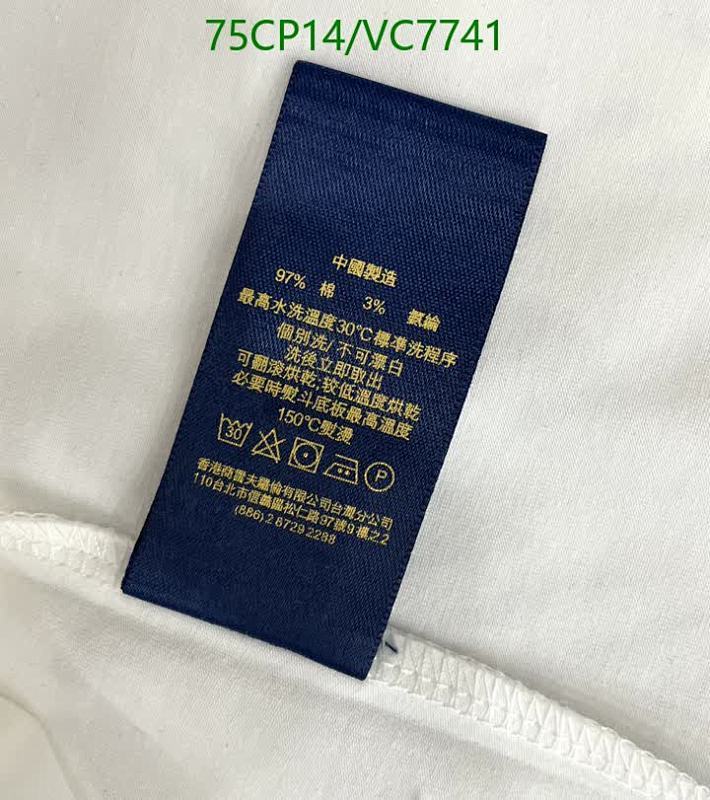 75CP14/VC7741
中國製造
97% 棉 3% 氨綸
最高水洗溫度30℃標準洗程序
個別洗/不可漂白
洗後立即取出
可翻滾烘乾;较低溫度烘乾
必要時熨斗底板最高溫度
150℃熨燙
30 P
香港商雷夫羅倫有限公司台灣分公司
110台北市信義區松仁路97號9樓之2
(886)2 8729 2288